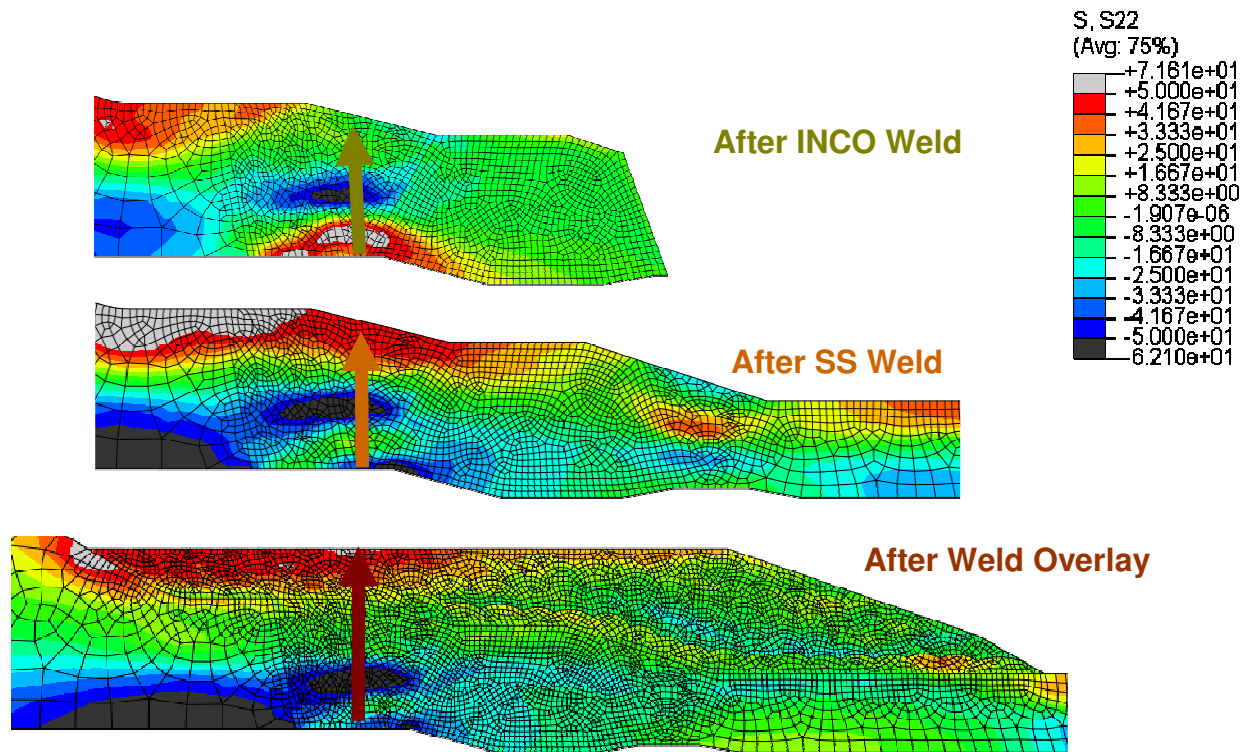 S, S22
(Avg: 75%)
+7.161e+01
+5.000e+01
+4.167e+01
+3.333e+01
+2.500e+01
+1.667e+01
+8.333e+00
-1.907e-06
-8.333e+00
-1.667e+01
-2.500e+01
-3.333e+01
-4.167e+01
-5.000e+01
-6.210e+01
After INCO Weld
After SS Weld
After Weld Overlay